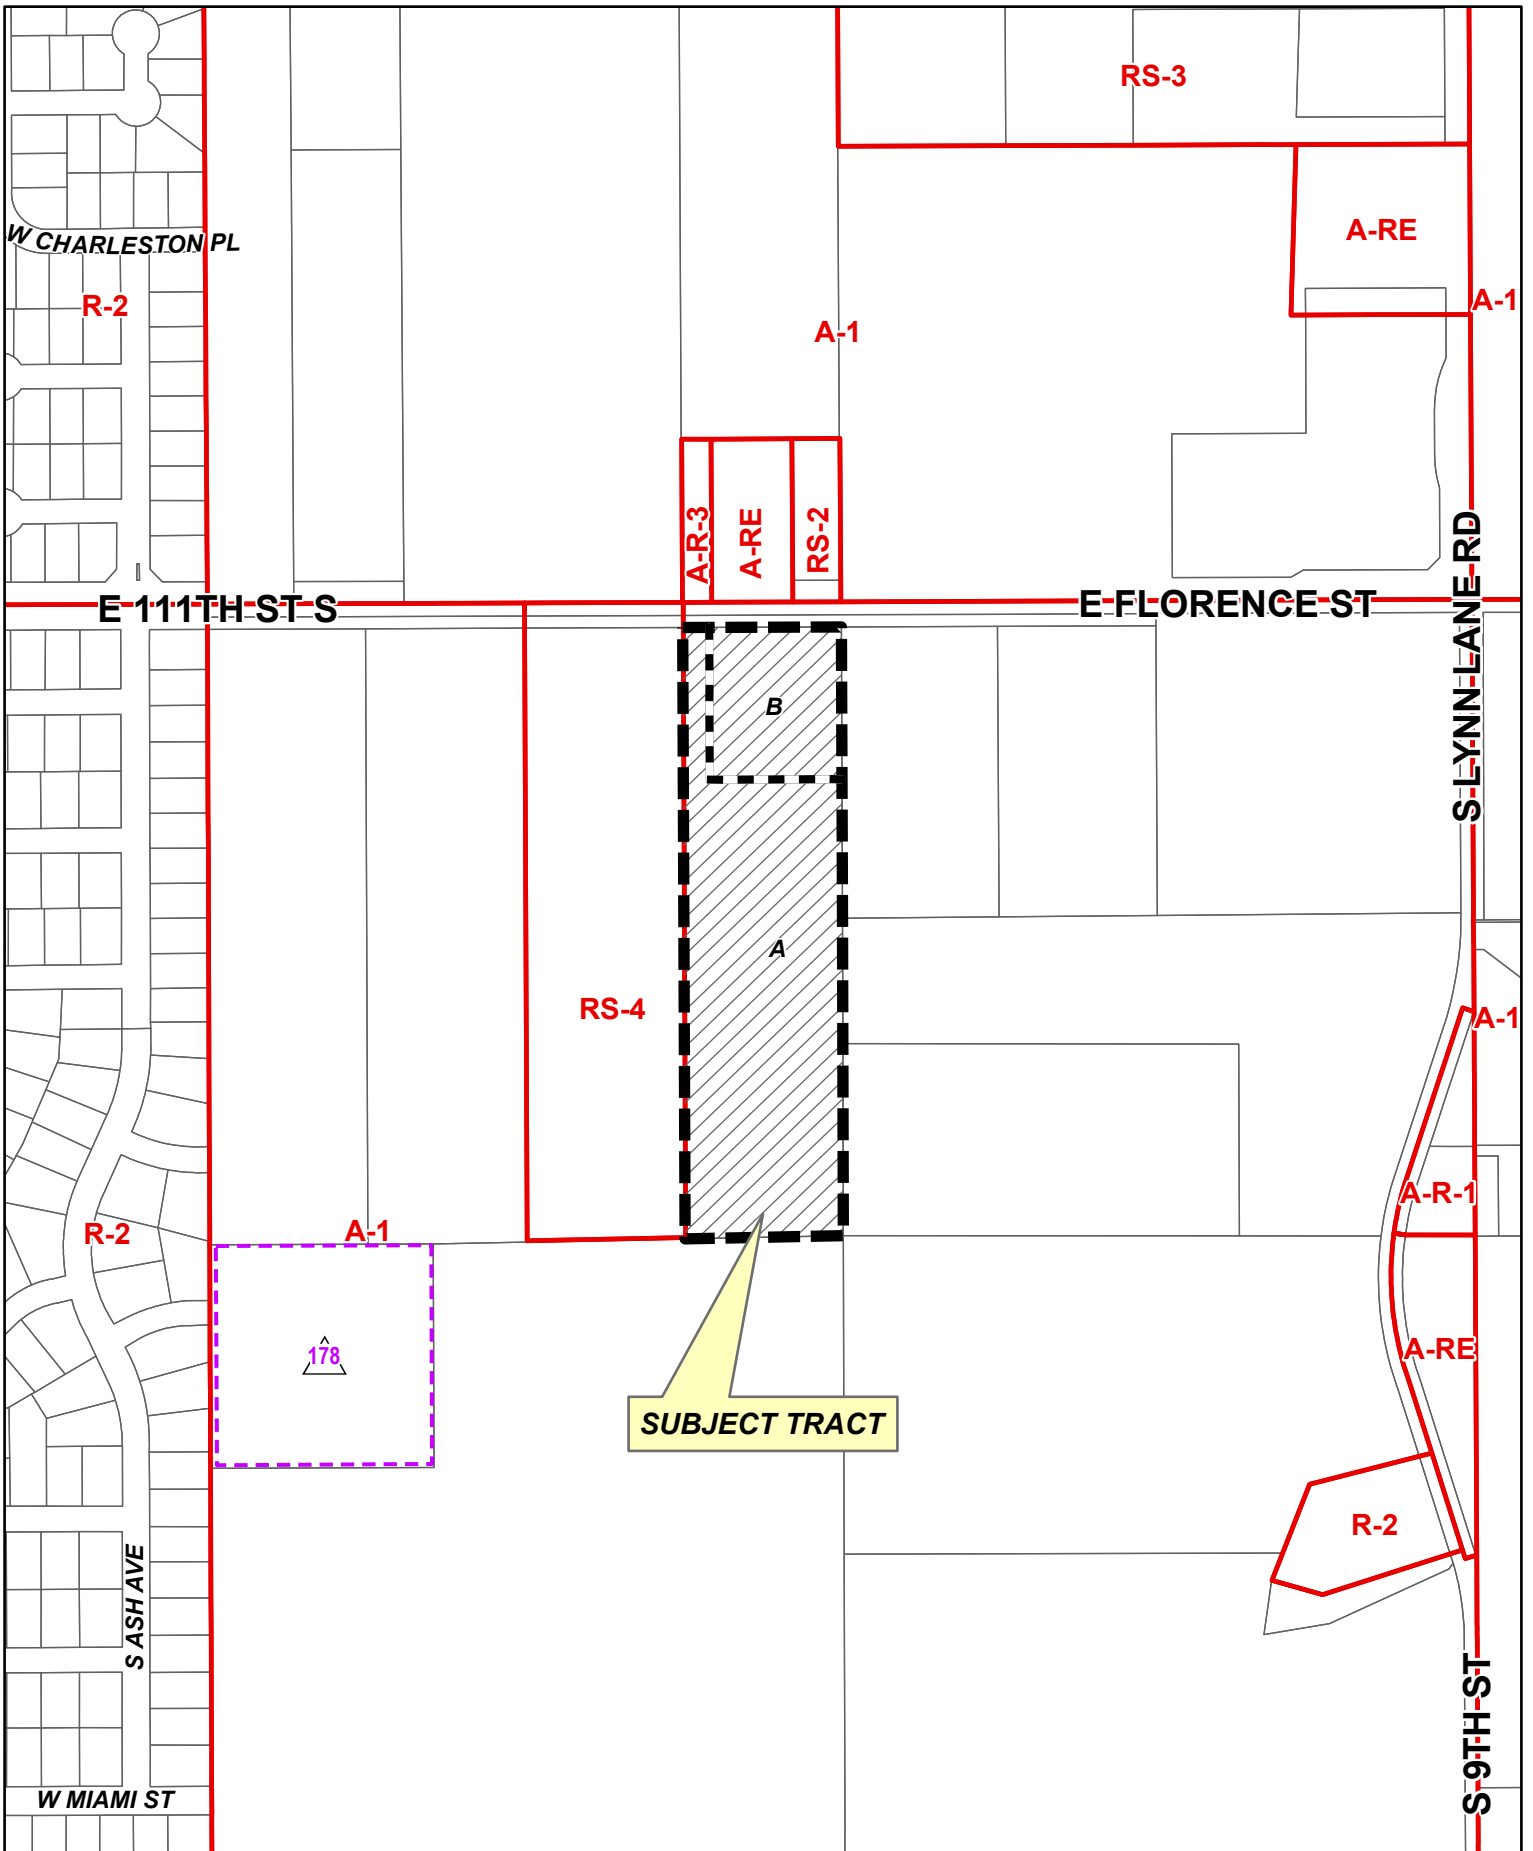 RS-3
A-RE
W CHARLESTON PL
R-2
A-1
A-1
A-R-3
A-RE
RS-2
E 111TH ST S
E FLORENCE ST
S LYNN LANE RD
B
A
RS-4
A-1
A-R-1
R-2
A-1
178
A-RE
SUBJECT TRACT
R-2
S ASH AVE
S 9TH ST
W MIAMI ST